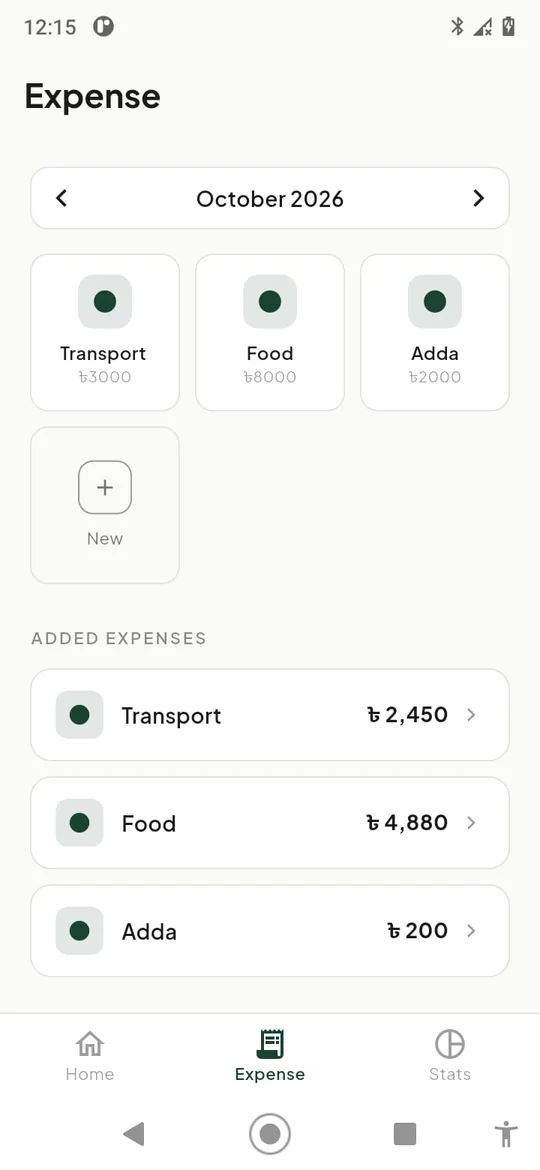 12:15
Expense
October 2026
Transport
৳3000
Food
৳8000
Adda
৳2000
New
ADDED EXPENSES
Transport ৳ 2,450
Food ৳ 4,880
Adda ৳ 200
Home
Expense
Stats